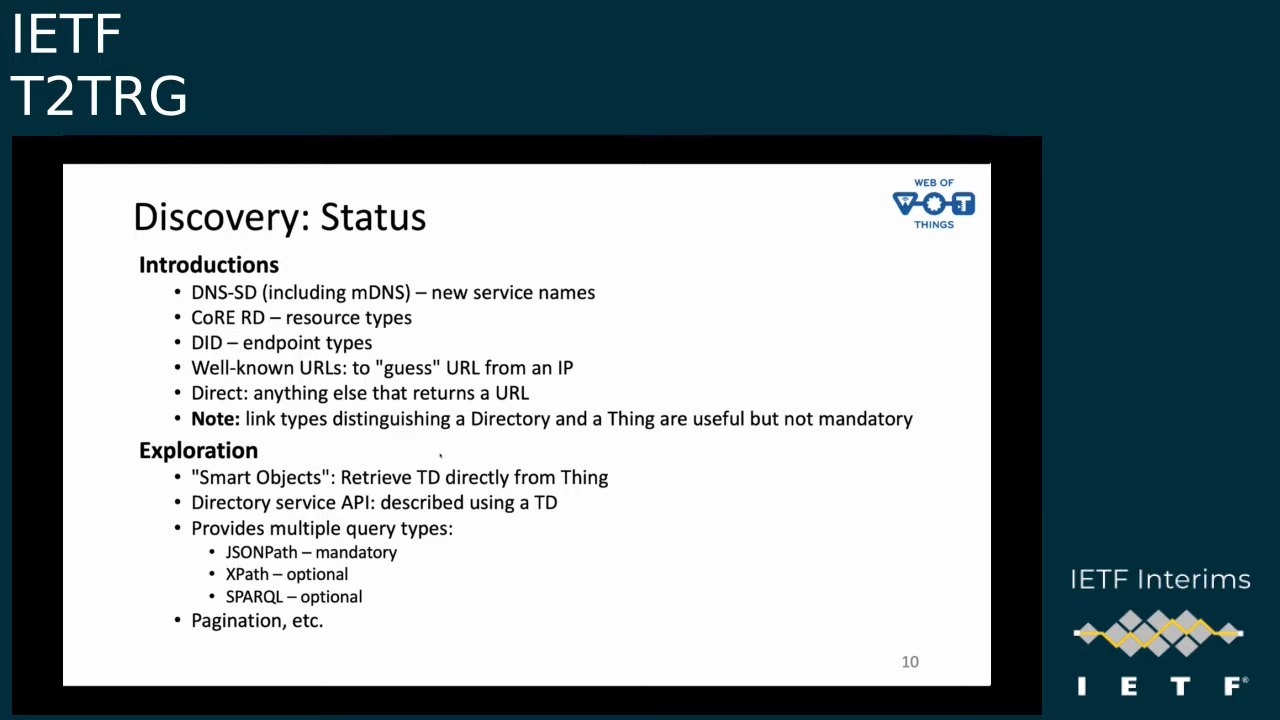 IETF
T2TRG
WEB OF
W O T
THINGS
Discovery: Status
Introductions
• DNS-SD (including mDNS) – new service names
• CoRE RD – resource types
• DID – endpoint types
• Well-known URLs: to "guess" URL from an IP
• Direct: anything else that returns a URL
• Note: link types distinguishing a Directory and a Thing are useful but not mandatory
Exploration
• "Smart Objects": Retrieve TD directly from Thing
• Directory service API: described using a TD
• Provides multiple query types:
• JSONPath – mandatory
• XPath – optional
• SPARQL – optional
• Pagination, etc.
10
IETF Interims
I E T F®